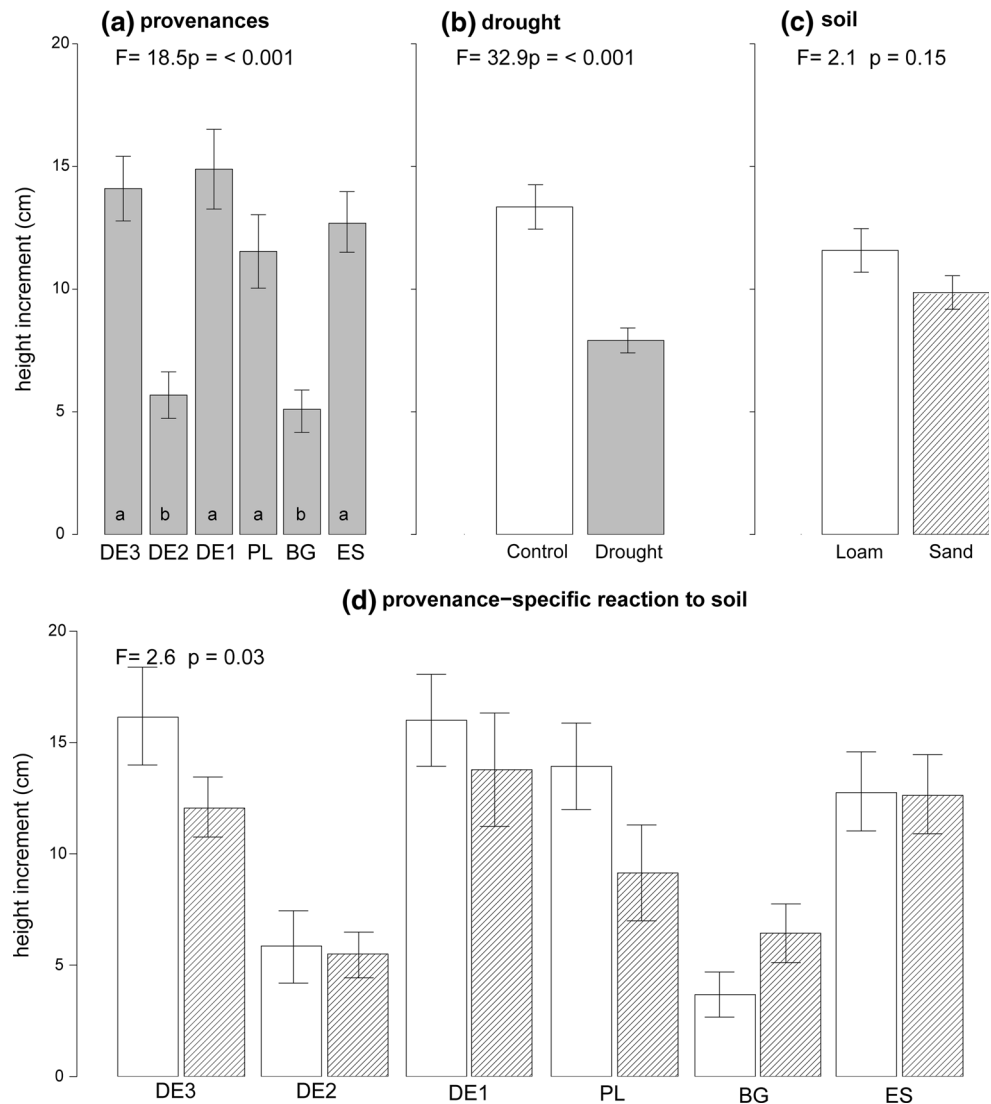 (a) provenances
(b) drought
(c) soil
F= 18.5p = < 0.001
F= 32.9p = < 0.001
F= 2.1 p = 0.15
height increment (cm)
20
15
10
5
0
a b a a b a
DE3 DE2 DE1 PL BG ES
Control Drought
Loam Sand
(d) provenance−specific reaction to soil
F= 2.6 p = 0.03
height increment (cm)
20
15
10
5
0
DE3 DE2 DE1 PL BG ES